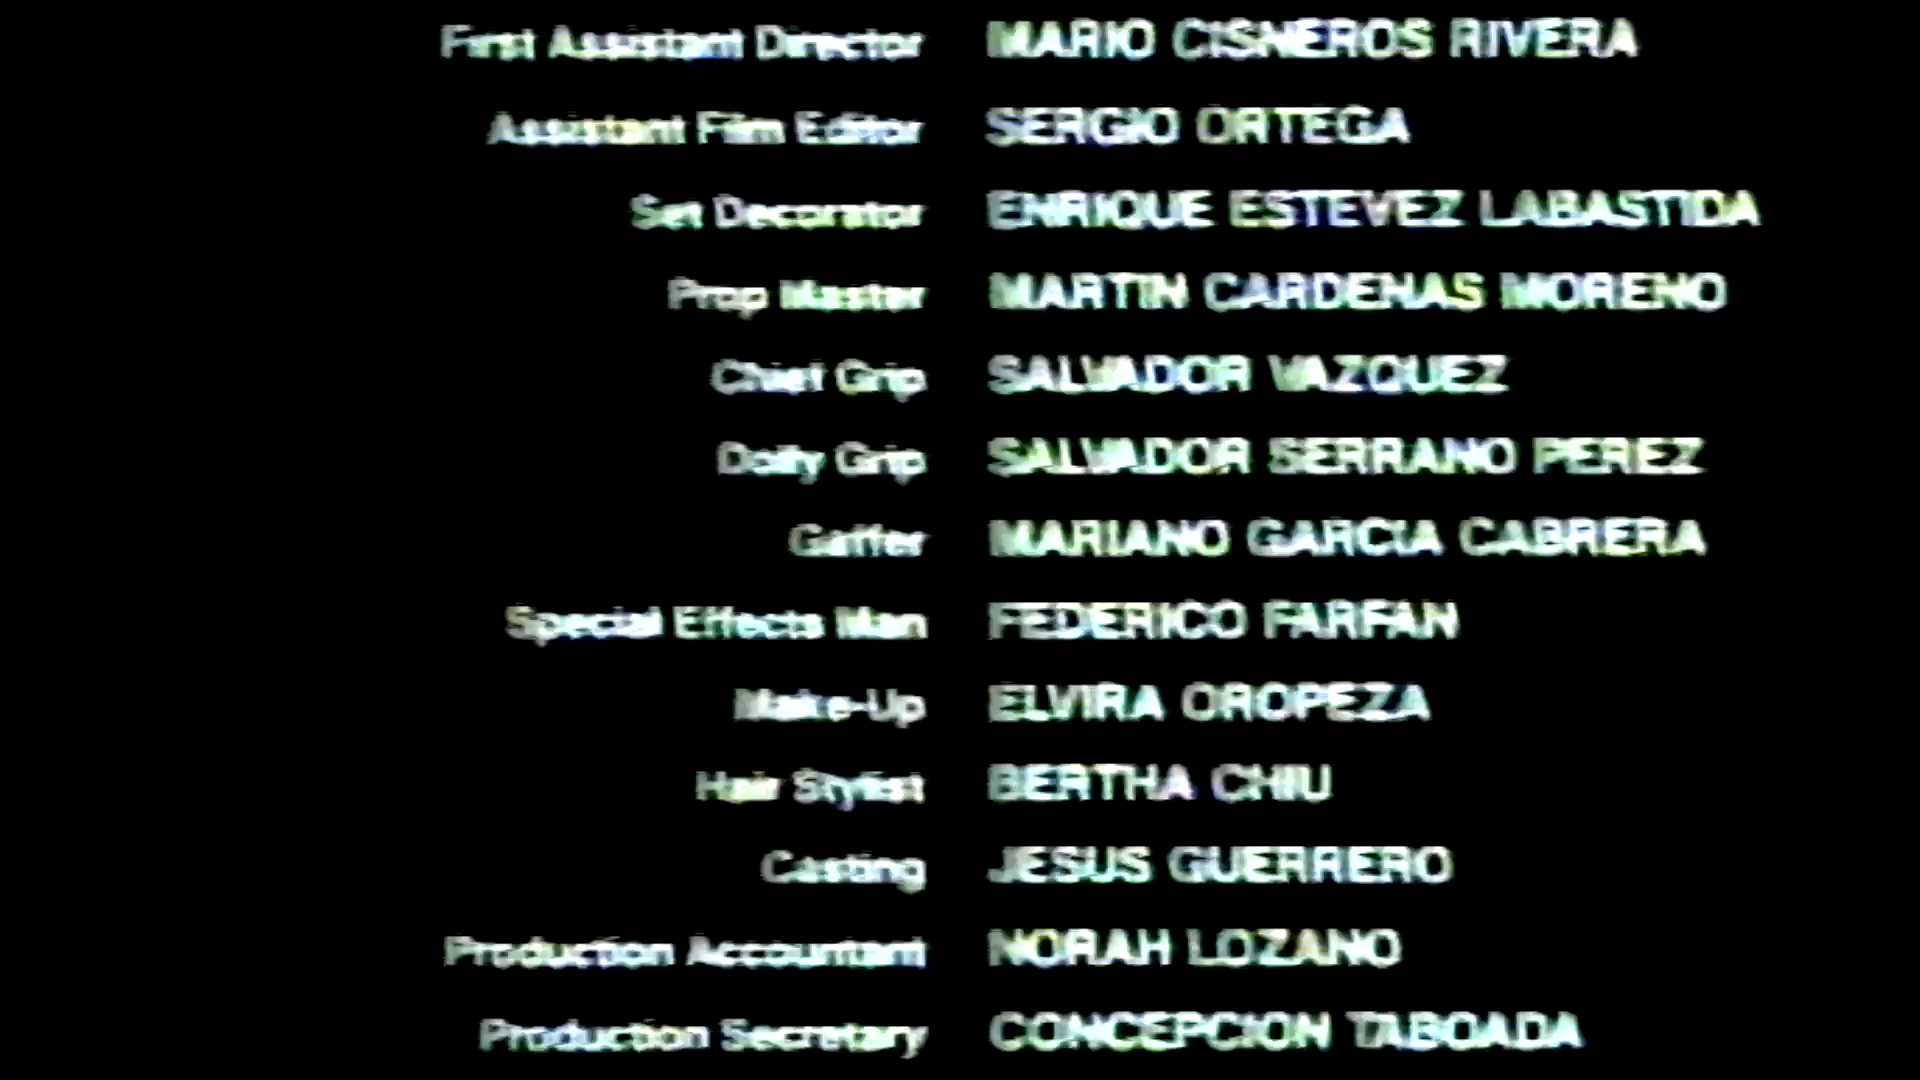 First Assistant Director MARIO CISNEROS RIVERA
Assistant Film Editor SERGIO ORTEGA
Set Decorator ENRIQUE ESTEVEZ LABASTIDA
Prop Master MARTIN CARDENAS MORENO
Chief Grip SALVADOR VAZQUEZ
Dolly Grip SALVADOR SERRANO PEREZ
Gaffer MARIANO GARCIA CABRERA
Special Effects Man FEDERICO FARFAN
Make-Up ELVIRA OROPEZA
Hair Stylist BERTHA CHIU
Casting JESUS GUERRERO
Production Accountant NORAH LOZANO
Production Secretary CONCEPCION TABOADA